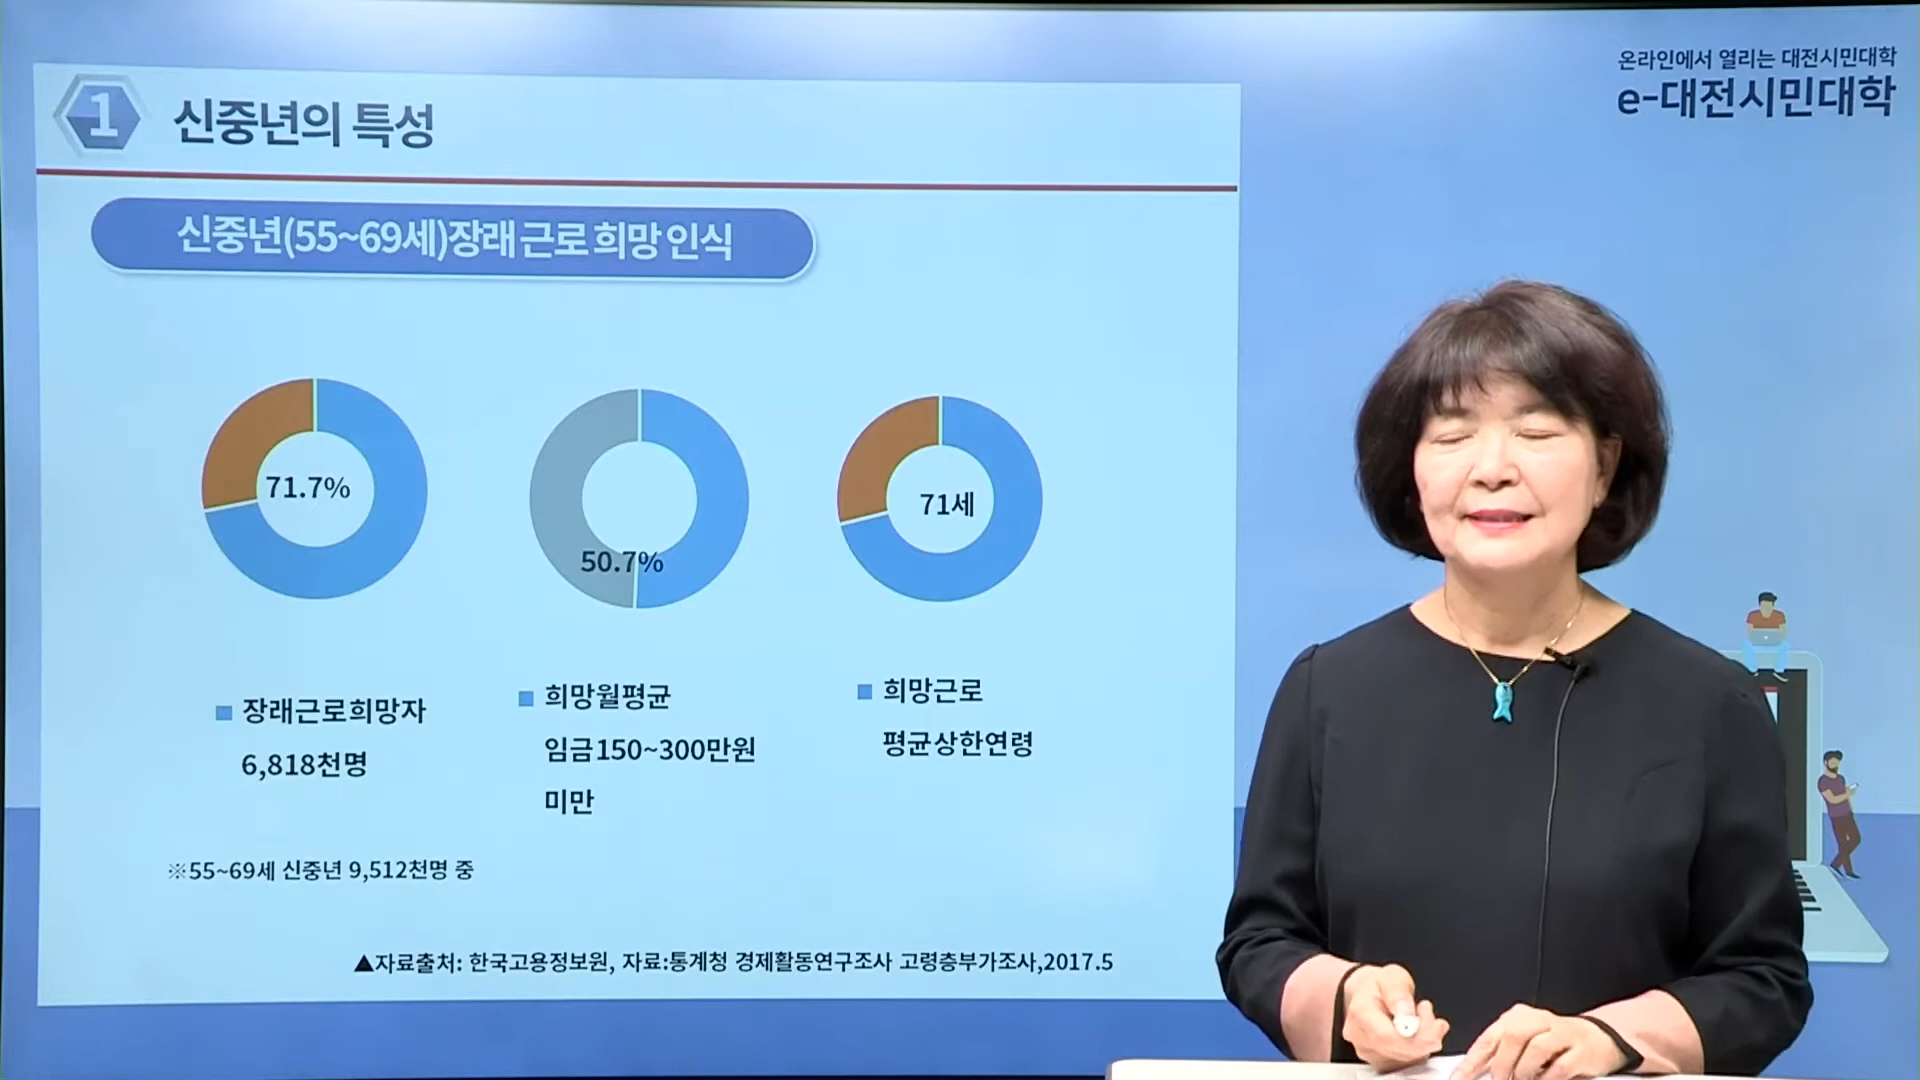 온라인에서 열리는 대전시민대학
e-대전시민대학
1 신중년의 특성
신중년(55~69세)장래 근로 희망 인식
71.7%
50.7%
71세
장래근로희망자
6,818천명
희망월평균
임금150~300만원
미만
희망근로
평균상한연령
※55~69세 신중년 9,512천명 중
▲자료출처: 한국고용정보원, 자료:통계청 경제활동연구조사 고령층부가조사,2017.5